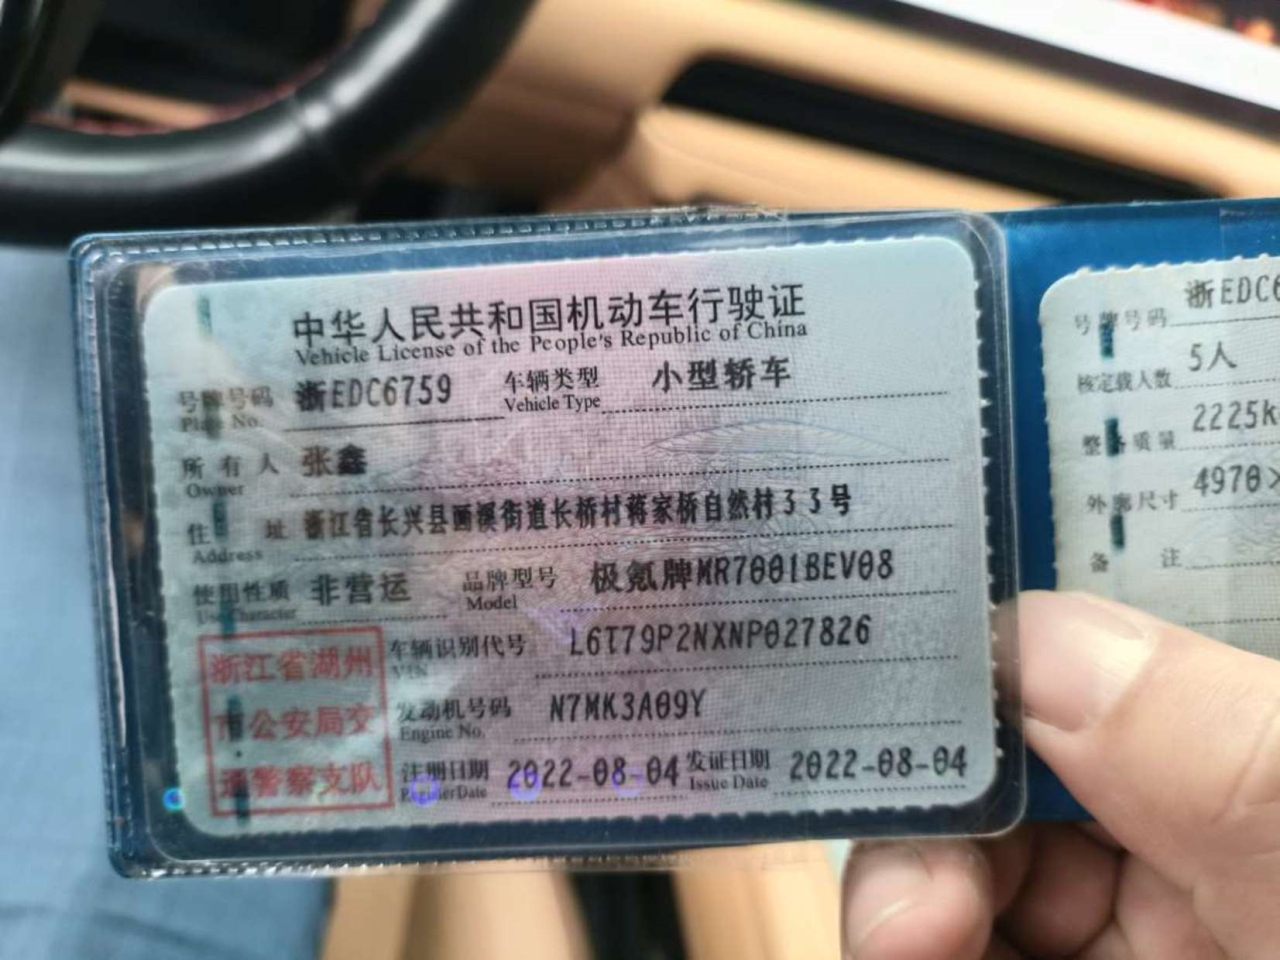 中华人民共和国机动车行驶证
Vehicle License of the People's Republic of China
号牌号码 浙EDC6759 车辆类型 小型轿车
Plate No. Vehicle Type
所有人 张鑫
Owner
住址 浙江省长兴县画溪街道长桥村蒋家桥自然村33号
Address
使用性质 非营运 品牌型号 极氪牌MR7001BEV08
Use Character Model
车辆识别代号 L6T79P2NXNP027826
VIN
发动机号码 N7MK3A09Y
Engine No.
注册日期 2022-08-04 发证日期 2022-08-04
Register Date Issue Date
浙江省湖州
市公安局交
通警察支队
号牌号码 浙EDC6
核定载人数 5人
整备质量 2225k
外廓尺寸 4970×
备注